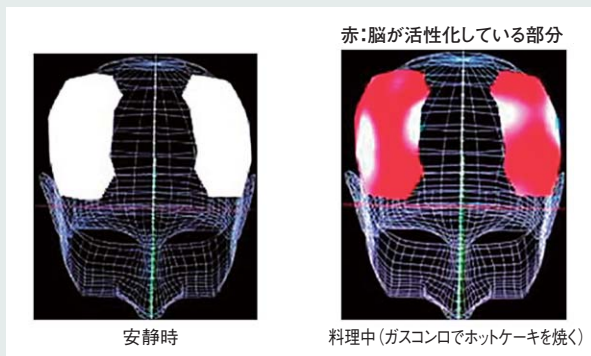 赤:脳が活性化している部分
安静時
料理中(ガスコンロでホットケーキを焼く)